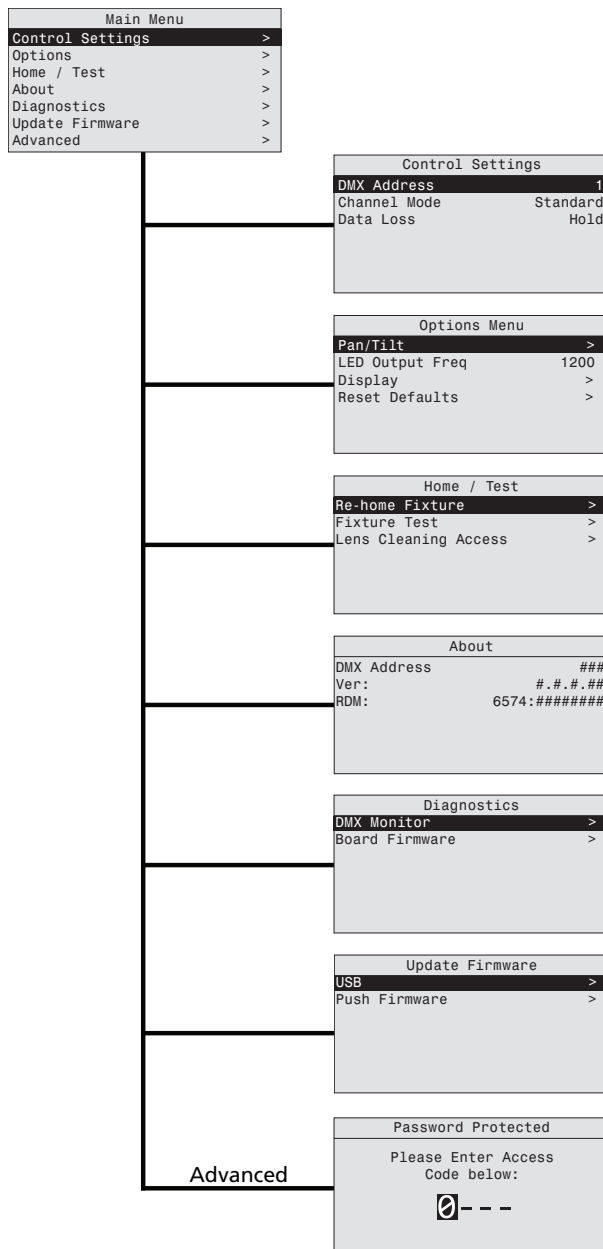 Main Menu
Control Settings >
Options >
Home / Test >
About >
Diagnostics >
Update Firmware >
Advanced >
Control Settings
DMX Address 1
Channel Mode Standard
Data Loss Hold
Options Menu
Pan/Tilt >
LED Output Freq 1200
Display >
Reset Defaults >
Home / Test
Re-home Fixture >
Fixture Test >
Lens Cleaning Access >
About
DMX Address ###
Ver: #.#.#.##
RDM: 6574:########
Diagnostics
DMX Monitor >
Board Firmware >
Update Firmware
USB >
Push Firmware >
Advanced
Password Protected
Please Enter Access
Code below:
0---